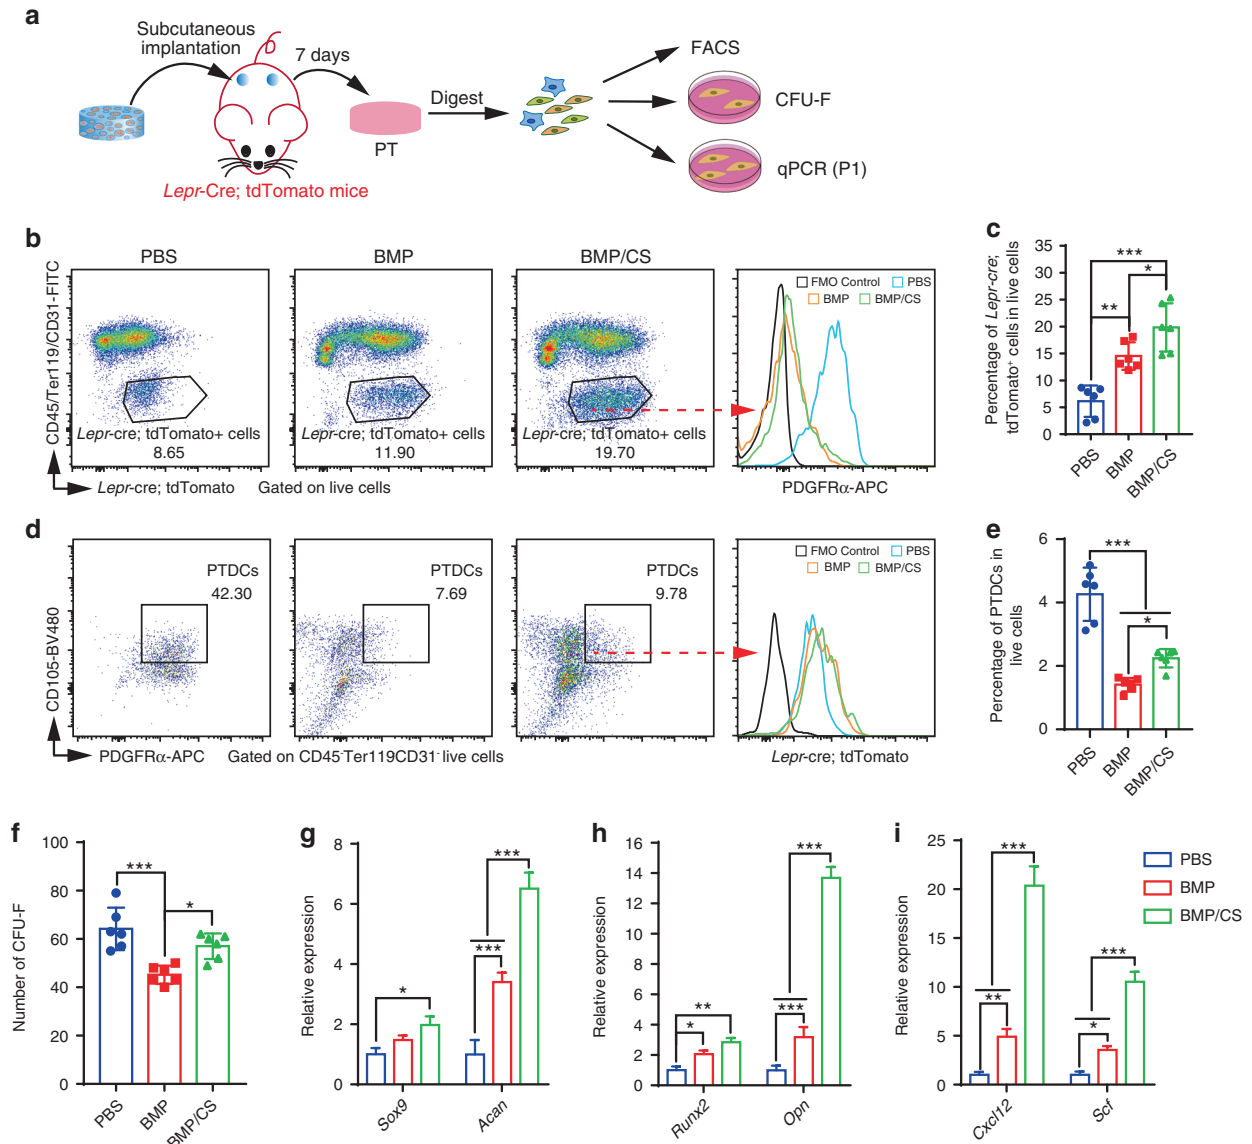 a
Subcutaneous
implantation
7 days
Digest
PT
FACS
CFU-F
qPCR (P1)
Lepr-Cre; tdTomato mice
b
PBS
BMP
BMP/CS
CD45/Ter119/CD31-FITC
Lepr-cre; tdTomato+ cells
8.65
Lepr-cre; tdTomato+ cells
11.90
Lepr-cre; tdTomato+ cells
19.70
FMO Control
PBS
BMP
BMP/CS
Lepr-cre; tdTomato
Gated on live cells
PDGFRα-APC
c
Percentage of Lepr-cre;
tdTomato⁺ cells in live cells
35
30
25
20
15
10
5
0
***
*
**
PBS
BMP
BMP/CS
d
CD105-BV480
PTDCs
42.30
PTDCs
7.69
PTDCs
9.78
FMO Control
PBS
BMP
BMP/CS
PDGFRα-APC
Gated on CD45⁻Ter119CD31⁻ live cells
Lepr-cre; tdTomato
e
Percentage of PTDCs in
live cells
6
4
2
0
***
*
PBS
BMP
BMP/CS
f
Number of CFU-F
100
80
60
40
20
0
***
*
PBS
BMP
BMP/CS
g
Relative expression
8
6
4
2
0
*
***
***
Sox9
Acan
h
Relative expression
16
14
12
10
8
6
4
2
0
*
**
***
***
Runx2
Opn
i
Relative expression
25
20
15
10
5
0
**
***
*
***
Cxcl12
Scf
PBS
BMP
BMP/CS